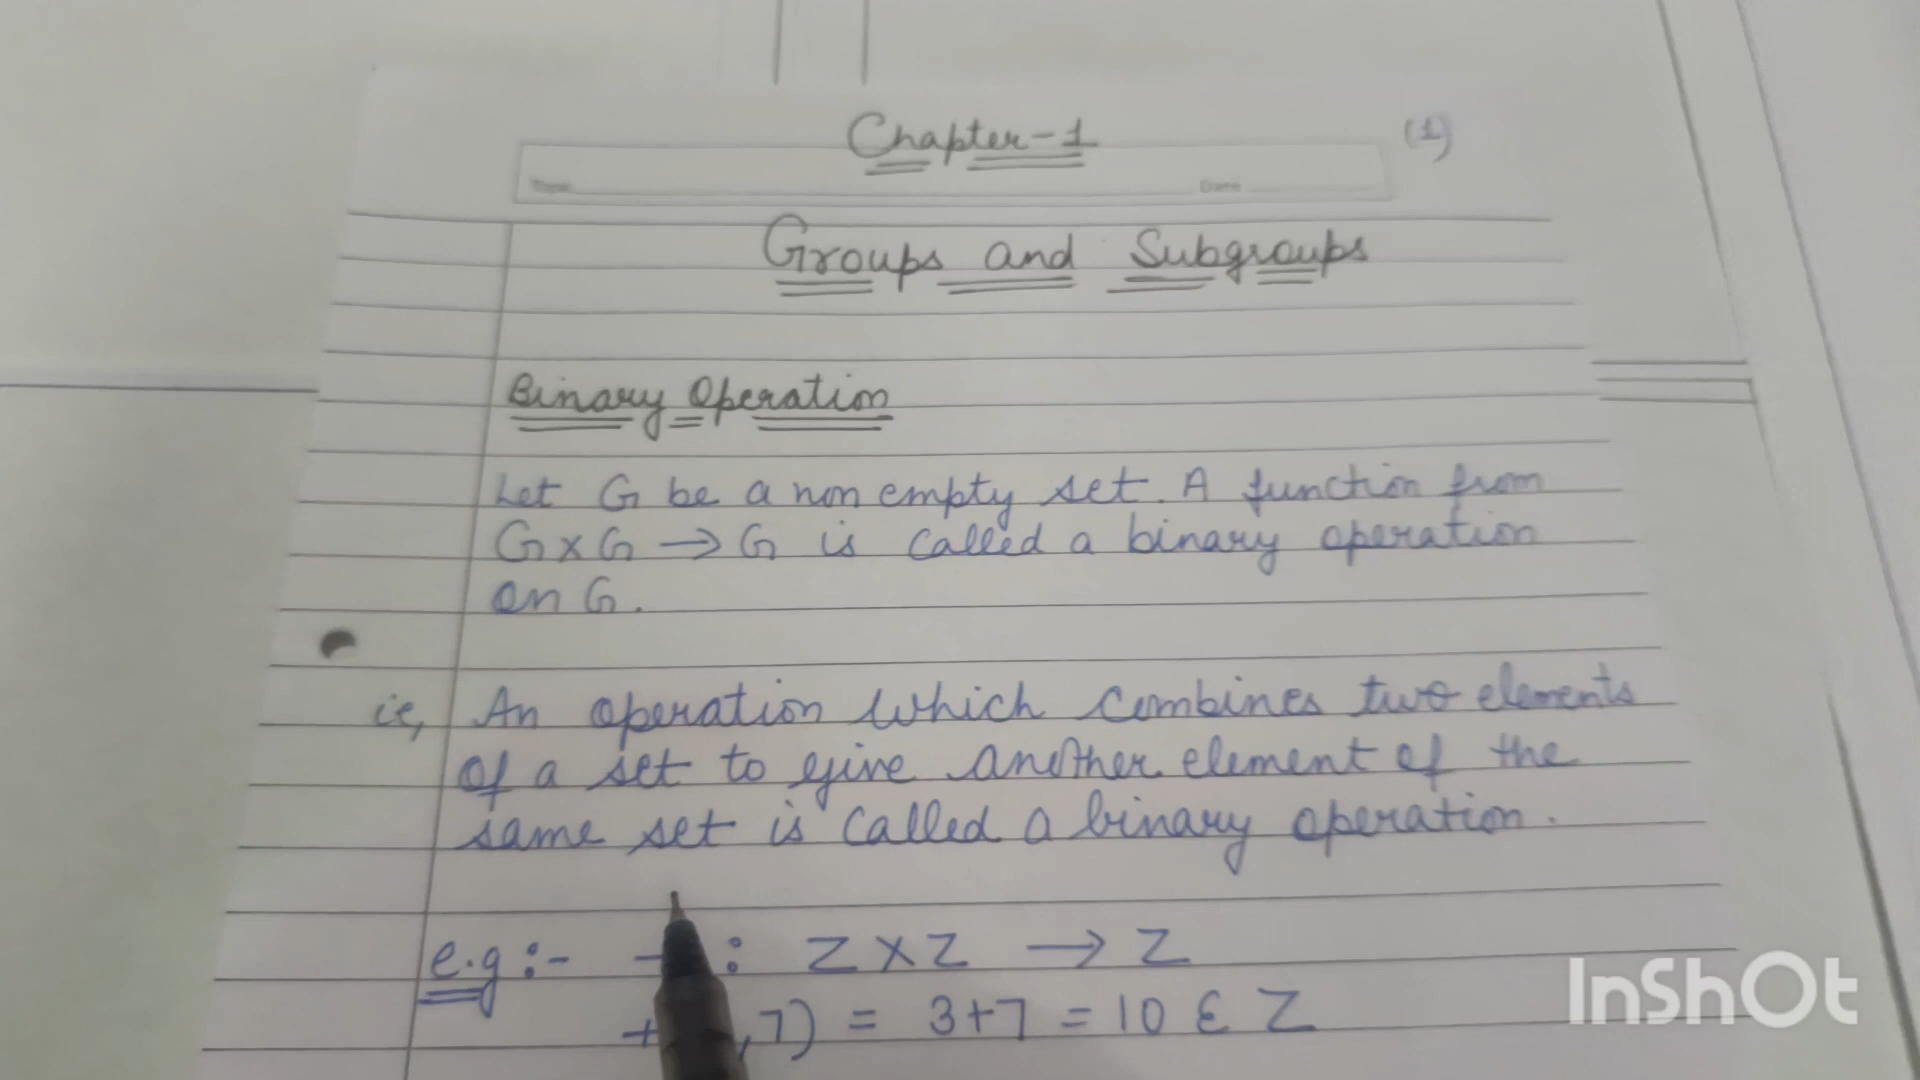 Chapter-1
(1)
Topic
Date
Groups and Subgroups
Binary Operation
Let G be a non empty set. A function from
G×G → G is called a binary operation
on G.
ie, An operation which combines two elements
of a set to give another element of the
same set is called a binary operation.
e.g :- : Z×Z → Z
+ ,7) = 3+7 = 10 ε Z
InShOt